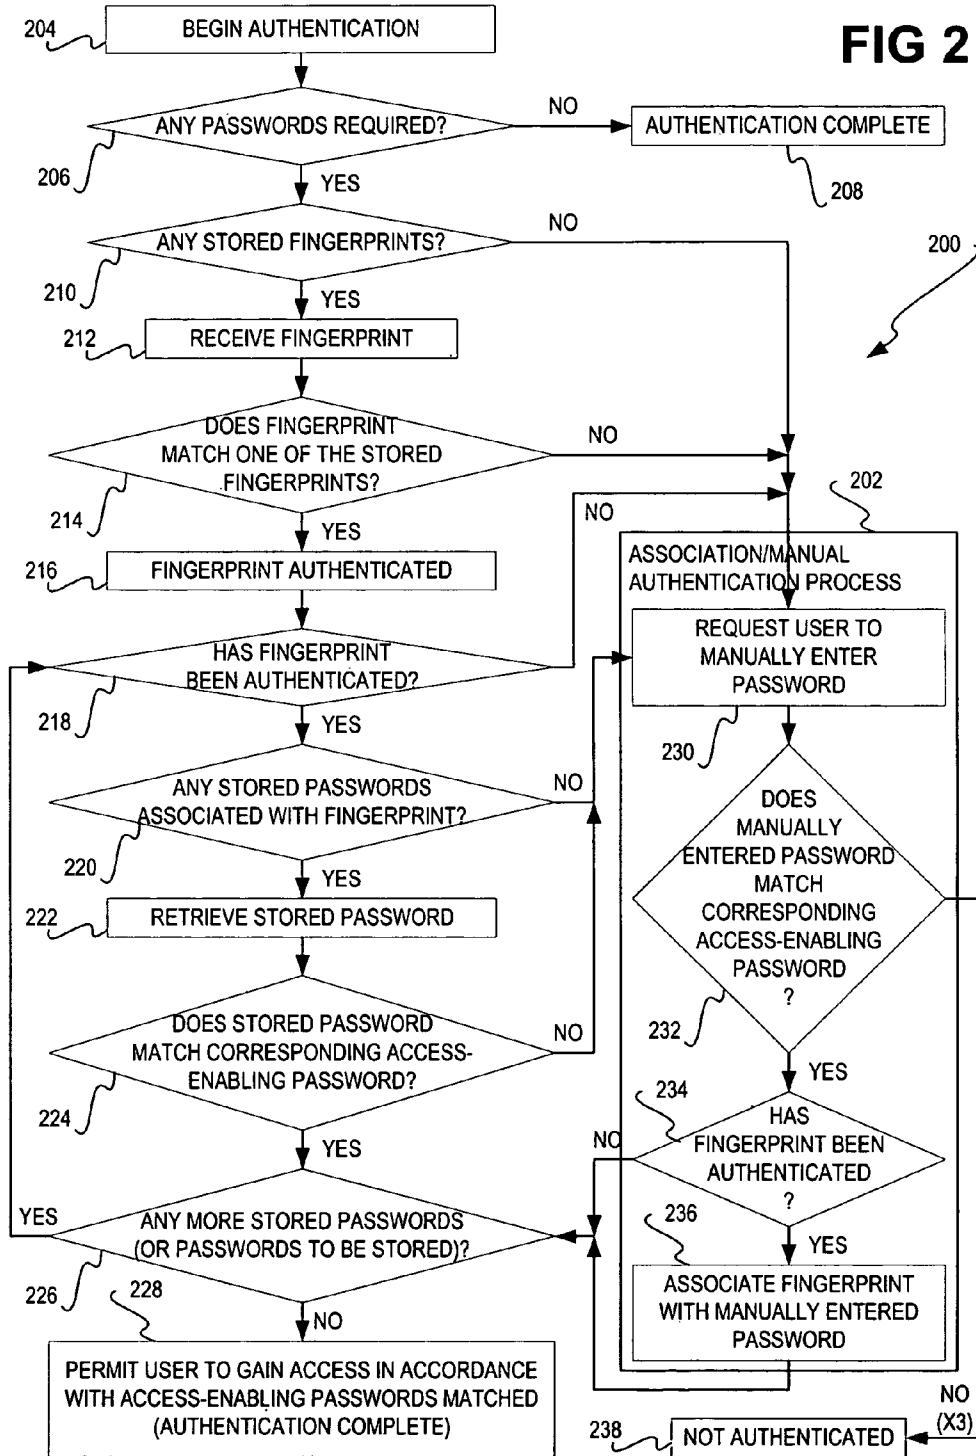 FIG 2
204
BEGIN AUTHENTICATION
ANY PASSWORDS REQUIRED?
NO
AUTHENTICATION COMPLETE
206
YES
208
ANY STORED FINGERPRINTS?
NO
200
210
YES
212
RECEIVE FINGERPRINT
DOES FINGERPRINT
MATCH ONE OF THE STORED
FINGERPRINTS?
NO
214
YES
216
FINGERPRINT AUTHENTICATED
HAS FINGERPRINT
BEEN AUTHENTICATED?
NO
218
YES
ANY STORED PASSWORDS
ASSOCIATED WITH FINGERPRINT?
NO
220
YES
222
RETRIEVE STORED PASSWORD
DOES STORED PASSWORD
MATCH CORRESPONDING ACCESS-
ENABLING PASSWORD?
NO
224
YES
ANY MORE STORED PASSWORDS
(OR PASSWORDS TO BE STORED)?
YES
226
NO
228
PERMIT USER TO GAIN ACCESS IN ACCORDANCE
WITH ACCESS-ENABLING PASSWORDS MATCHED
(AUTHENTICATION COMPLETE)
202
ASSOCIATION/MANUAL
AUTHENTICATION PROCESS
REQUEST USER TO
MANUALLY ENTER
PASSWORD
230
DOES
MANUALLY
ENTERED PASSWORD
MATCH
CORRESPONDING
ACCESS-ENABLING
PASSWORD
?
232
YES
234
HAS
FINGERPRINT BEEN
AUTHENTICATED
?
NO
236
YES
ASSOCIATE FINGERPRINT
WITH MANUALLY ENTERED
PASSWORD
NO
(X3)
238
NOT AUTHENTICATED